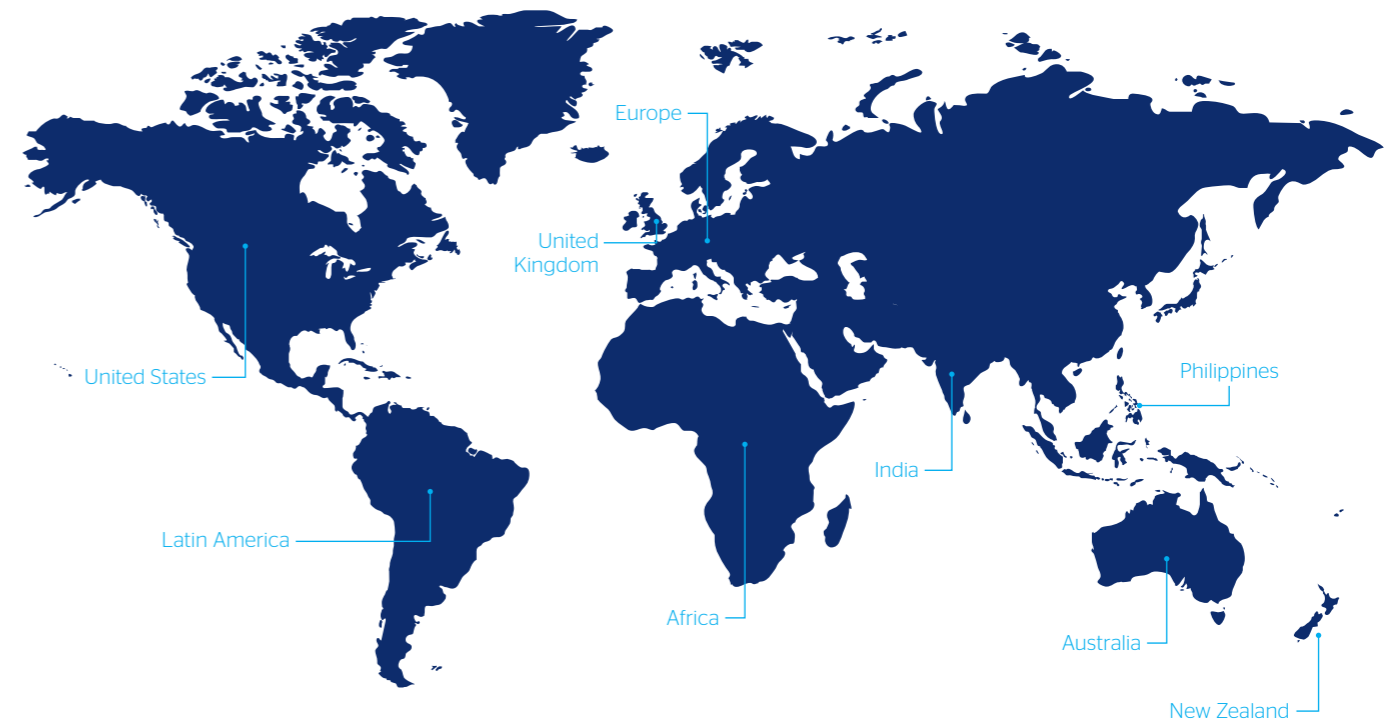 Europe
United
Kingdom
United States
Philippines
India
Latin America
Africa
Australia
New Zealand